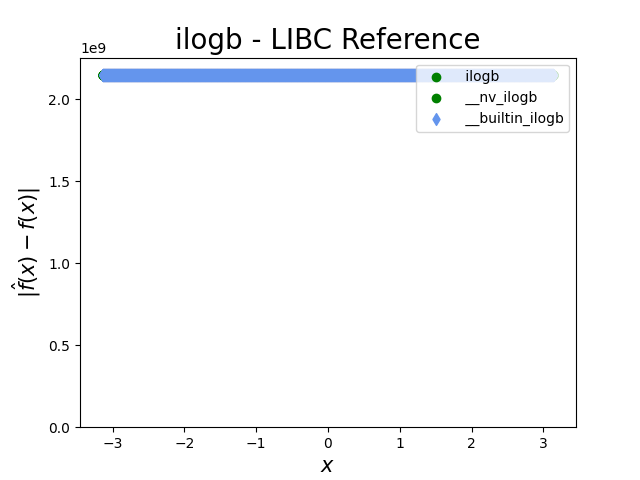 ilogb - LIBC Reference
1e9
ilogb
__nv_ilogb
__builtin_ilogb
2.0
1.5
1.0
0.5
0.0
|f̂(x) − f(x)|
−3 −2 −1 0 1 2 3
x